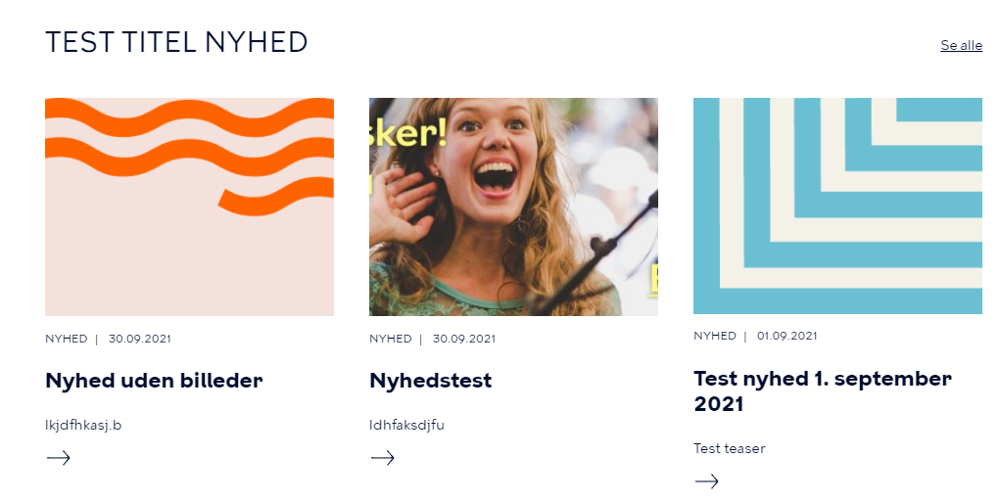 TEST TITEL NYHED
Se alle
sker!
NYHED | 30.09.2021
Nyhed uden billeder
lkjdfhkasj.b
NYHED | 30.09.2021
Nyhedstest
ldhfaksdjfu
NYHED | 01.09.2021
Test nyhed 1. september
2021
Test teaser